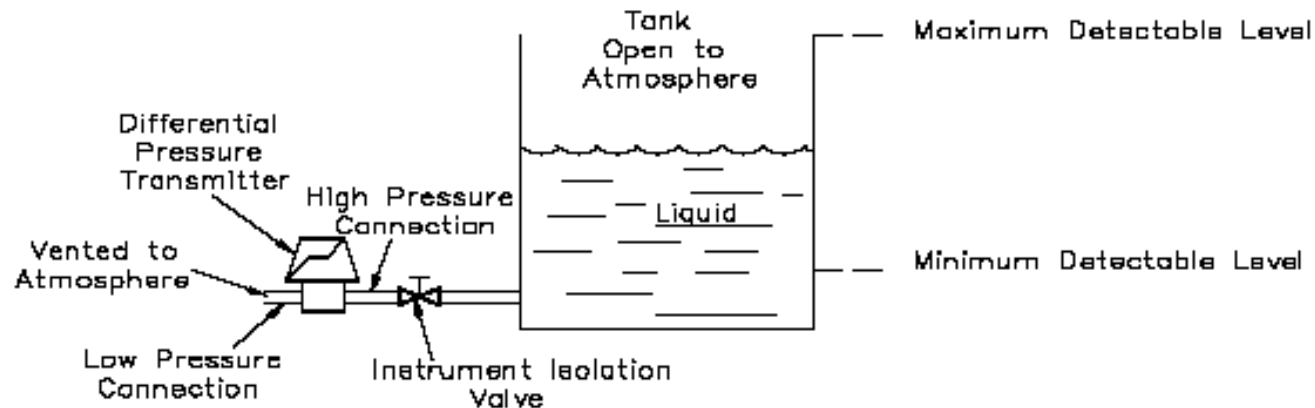 Tank
Open to
Atmosphere
Maximum Detectable Level
Differential
Pressure
Transmitter
High Pressure
Connection
Liquid
Vented to
Atmosphere
Minimum Detectable Level
Low Pressure
Connection
Instrument Isolation
Valve